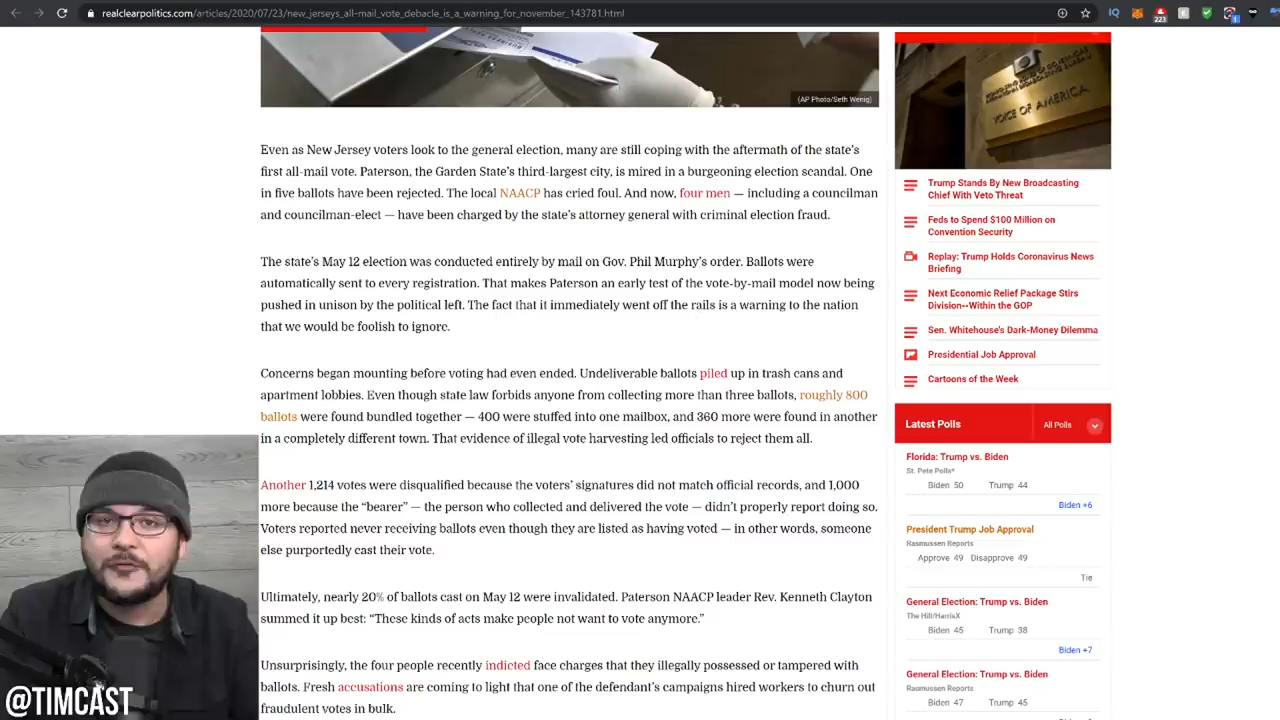 realclearpolitics.com/articles/2020/07/23/new_jerseys_all-mail_vote_debacle_is_a_warning_for_november_143781.html
223
1
(AP Photo/Seth Wenig)
VOICE OF AMERICA
Even as New Jersey voters look to the general election, many are still coping with the aftermath of the state’s
first all-mail vote. Paterson, the Garden State’s third-largest city, is mired in a burgeoning election scandal. One
in five ballots have been rejected. The local NAACP has cried foul. And now, four men — including a councilman
and councilman-elect — have been charged by the state’s attorney general with criminal election fraud.
The state’s May 12 election was conducted entirely by mail on Gov. Phil Murphy’s order. Ballots were
automatically sent to every registration. That makes Paterson an early test of the vote-by-mail model now being
pushed in unison by the political left. The fact that it immediately went off the rails is a warning to the nation
that we would be foolish to ignore.
Concerns began mounting before voting had even ended. Undeliverable ballots piled up in trash cans and
apartment lobbies. Even though state law forbids anyone from collecting more than three ballots, roughly 800
ballots were found bundled together — 400 were stuffed into one mailbox, and 360 more were found in another
in a completely different town. That evidence of illegal vote harvesting led officials to reject them all.
Another 1,214 votes were disqualified because the voters’ signatures did not match official records, and 1,000
more because the “bearer” — the person who collected and delivered the vote — didn’t properly report doing so.
Voters reported never receiving ballots even though they are listed as having voted — in other words, someone
else purportedly cast their vote.
Ultimately, nearly 20% of ballots cast on May 12 were invalidated. Paterson NAACP leader Rev. Kenneth Clayton
summed it up best: “These kinds of acts make people not want to vote anymore.”
Unsurprisingly, the four people recently indicted face charges that they illegally possessed or tampered with
ballots. Fresh accusations are coming to light that one of the defendant’s campaigns hired workers to churn out
fraudulent votes in bulk.
Trump Stands By New Broadcasting
Chief With Veto Threat
Feds to Spend $100 Million on
Convention Security
Replay: Trump Holds Coronavirus News
Briefing
Next Economic Relief Package Stirs
Division--Within the GOP
Sen. Whitehouse's Dark-Money Dilemma
Presidential Job Approval
Cartoons of the Week
Latest Polls All Polls
Florida: Trump vs. Biden
St. Pete Polls*
Biden 50 Trump 44
Biden +6
President Trump Job Approval
Rasmussen Reports
Approve 49 Disapprove 49
Tie
General Election: Trump vs. Biden
The Hill/HarrisX
Biden 45 Trump 38
Biden +7
General Election: Trump vs. Biden
Rasmussen Reports
Biden 47 Trump 45
@TIMCAST